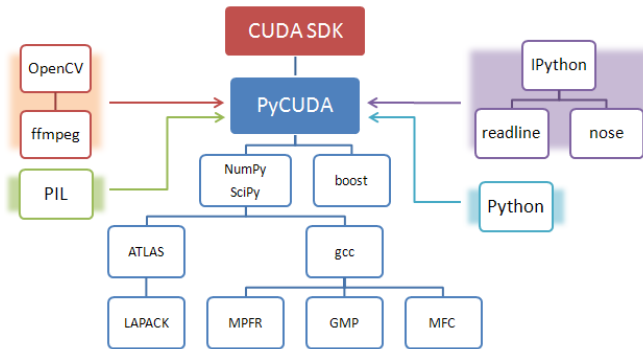 CUDA SDK
OpenCV
ffmpeg
PyCUDA
IPython
readline
nose
PIL
NumPy
SciPy
boost
Python
ATLAS
gcc
LAPACK
MPFR
GMP
MFC